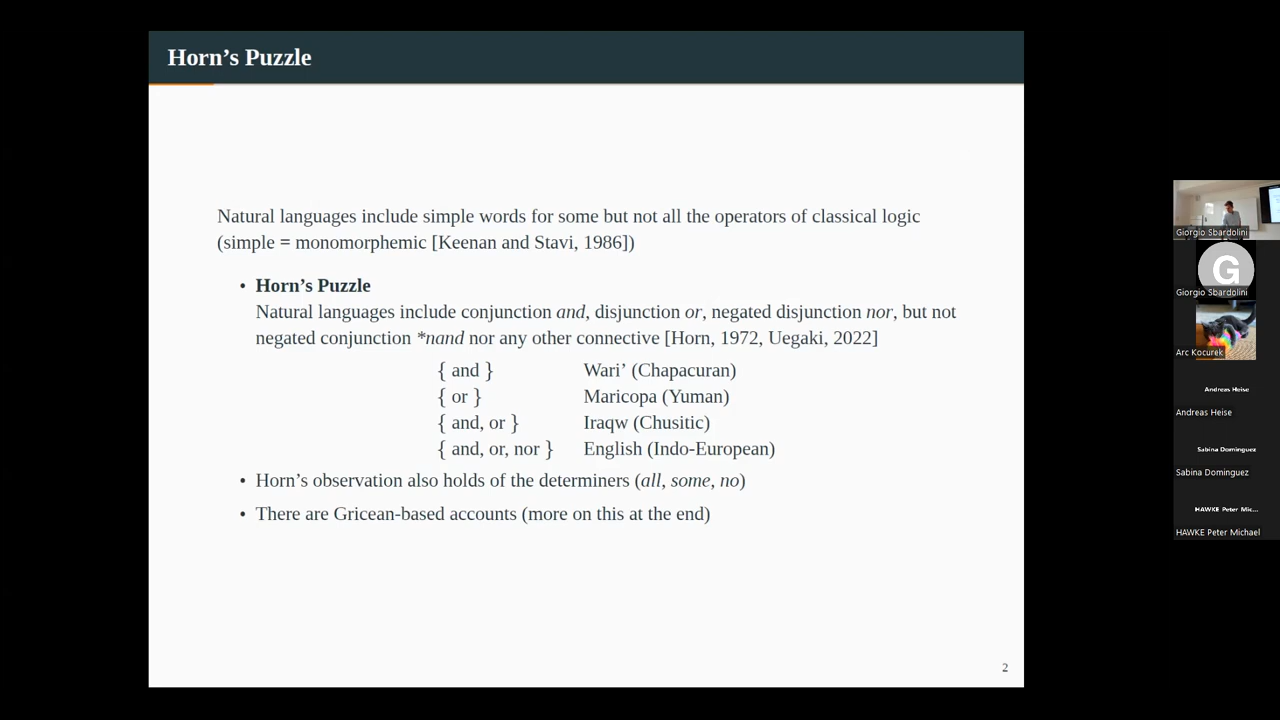 Horn’s Puzzle
Natural languages include simple words for some but not all the operators of classical logic
(simple = monomorphemic [Keenan and Stavi, 1986])
• Horn’s Puzzle
Natural languages include conjunction and, disjunction or, negated disjunction nor, but not
negated conjunction *nand nor any other connective [Horn, 1972, Uegaki, 2022]
{ and } Wari’ (Chapacuran)
{ or } Maricopa (Yuman)
{ and, or } Iraqw (Chusitic)
{ and, or, nor } English (Indo-European)
• Horn’s observation also holds of the determiners (all, some, no)
• There are Gricean-based accounts (more on this at the end)
2
Giorgio Sbardolini
G
Giorgio Sbardolini
Arc Kocurek
Andreas Heise
Andreas Heise
Sabina Dominguez
Sabina Dominguez
HAWKE Peter Mic...
HAWKE Peter Michael